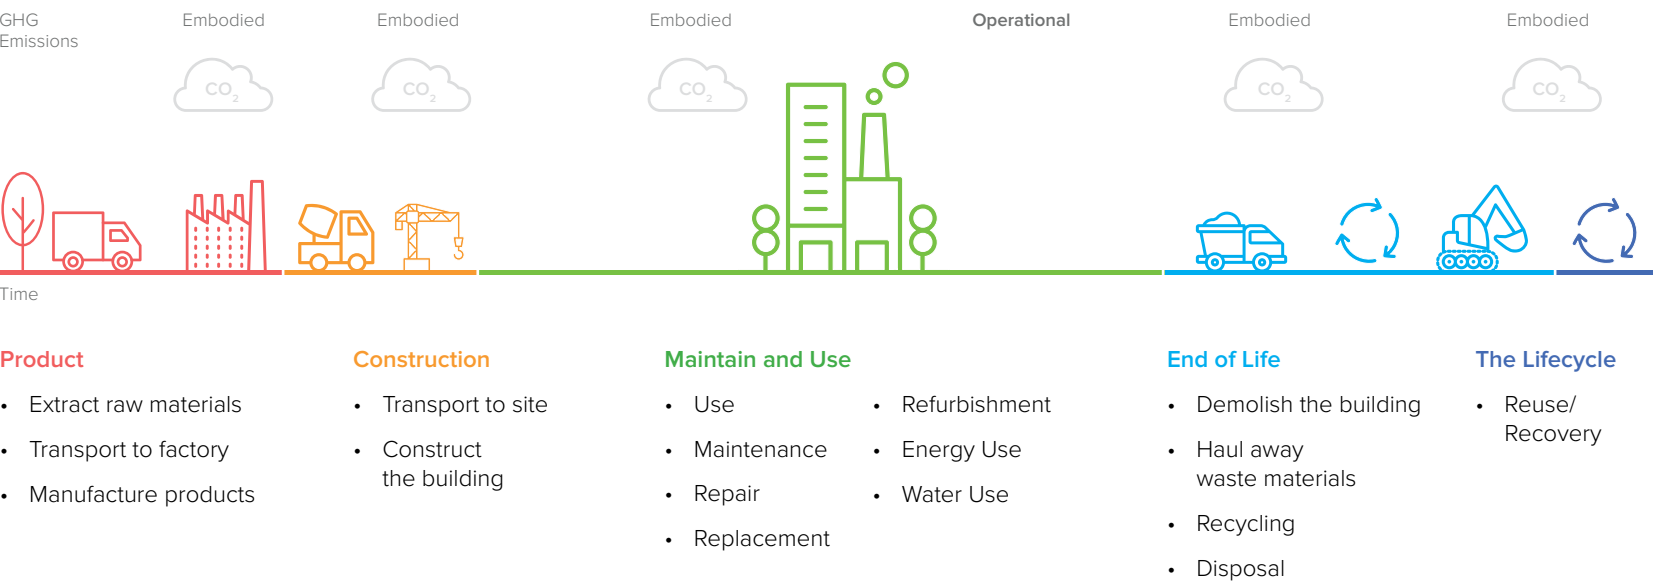 GHG
Emissions
Embodied
Embodied
Embodied
Operational
Embodied
Embodied
CO2
CO2
CO2
CO2
CO2
Time
Product
• Extract raw materials
• Transport to factory
• Manufacture products
Construction
• Transport to site
• Construct
the building
Maintain and Use
• Use
• Maintenance
• Repair
• Replacement
• Refurbishment
• Energy Use
• Water Use
End of Life
• Demolish the building
• Haul away
waste materials
• Recycling
• Disposal
The Lifecycle
• Reuse/
Recovery